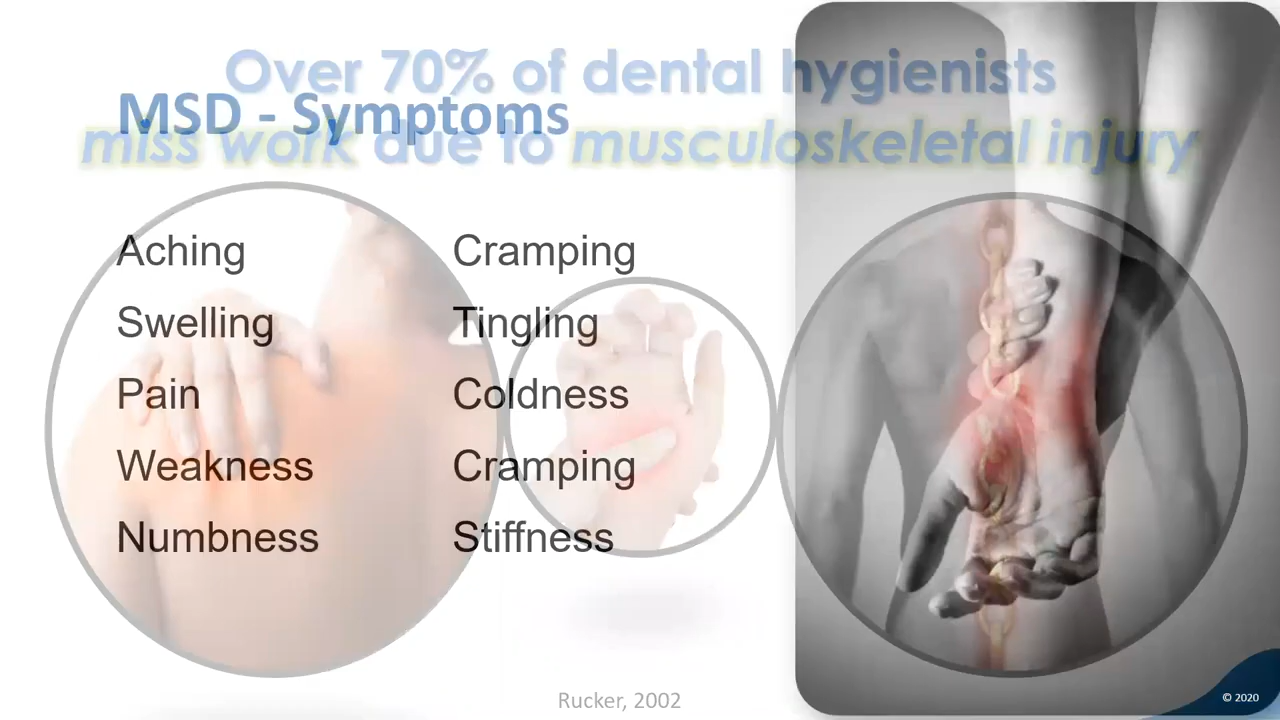 Over 70% of dental hygienists
MSD - Symptoms
miss work due to musculoskeletal injury
Aching
Swelling
Pain
Weakness
Numbness
Cramping
Tingling
Coldness
Cramping
Stiffness
Rucker, 2002
© 2020